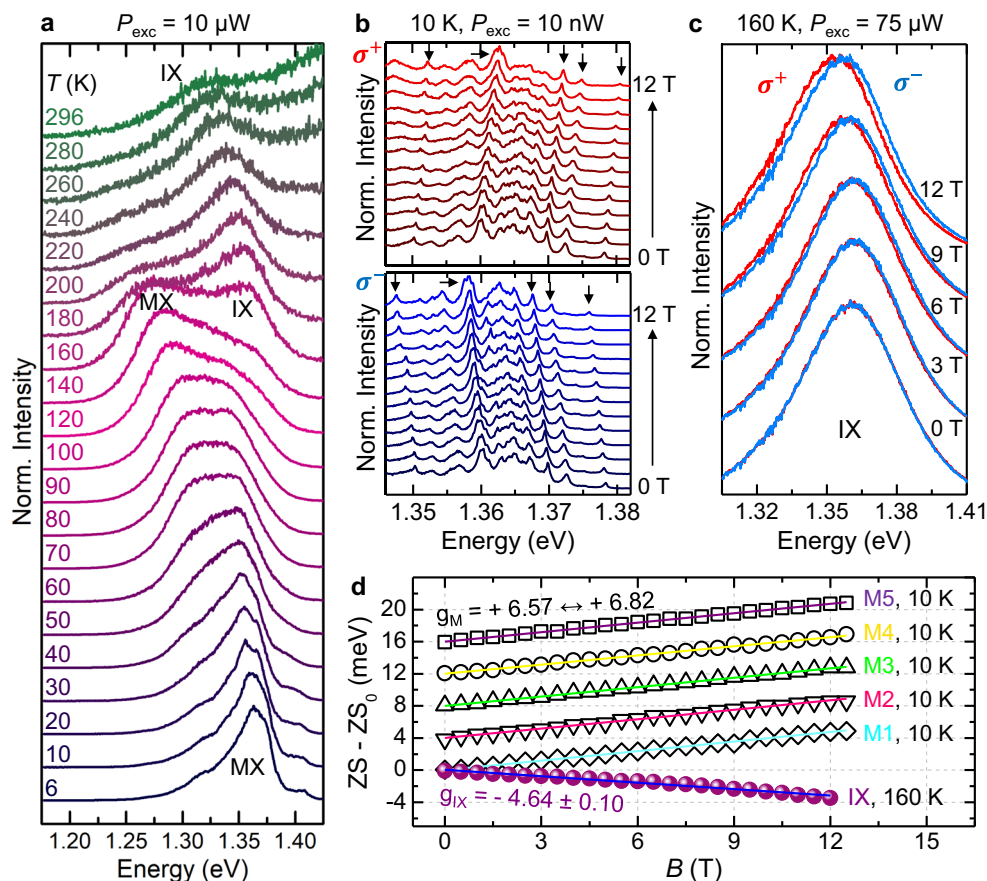 a
P_exc = 10 µW
T (K)
IX
296
280
260
240
220
200
180
MX
IX
160
140
120
100
90
80
70
60
50
40
30
20
10
MX
6
Norm. Intensity
1.20 1.25 1.30 1.35 1.40
Energy (eV)
b
10 K, P_exc = 10 nW
σ⁺
12 T
0 T
Norm. Intensity
σ⁻
12 T
0 T
Norm. Intensity
1.35 1.36 1.37 1.38
Energy (eV)
c
160 K, P_exc = 75 µW
σ⁺
σ⁻
12 T
9 T
6 T
3 T
0 T
IX
Norm. Intensity
1.32 1.35 1.38 1.41
Energy (eV)
d
g_M = + 6.57 ↔ + 6.82
M5, 10 K
M4, 10 K
M3, 10 K
M2, 10 K
M1, 10 K
g_IX = - 4.64 ± 0.10
IX, 160 K
ZS - ZS₀ (meV)
20
16
12
8
4
0
-4
0 3 6 9 12 15
B (T)